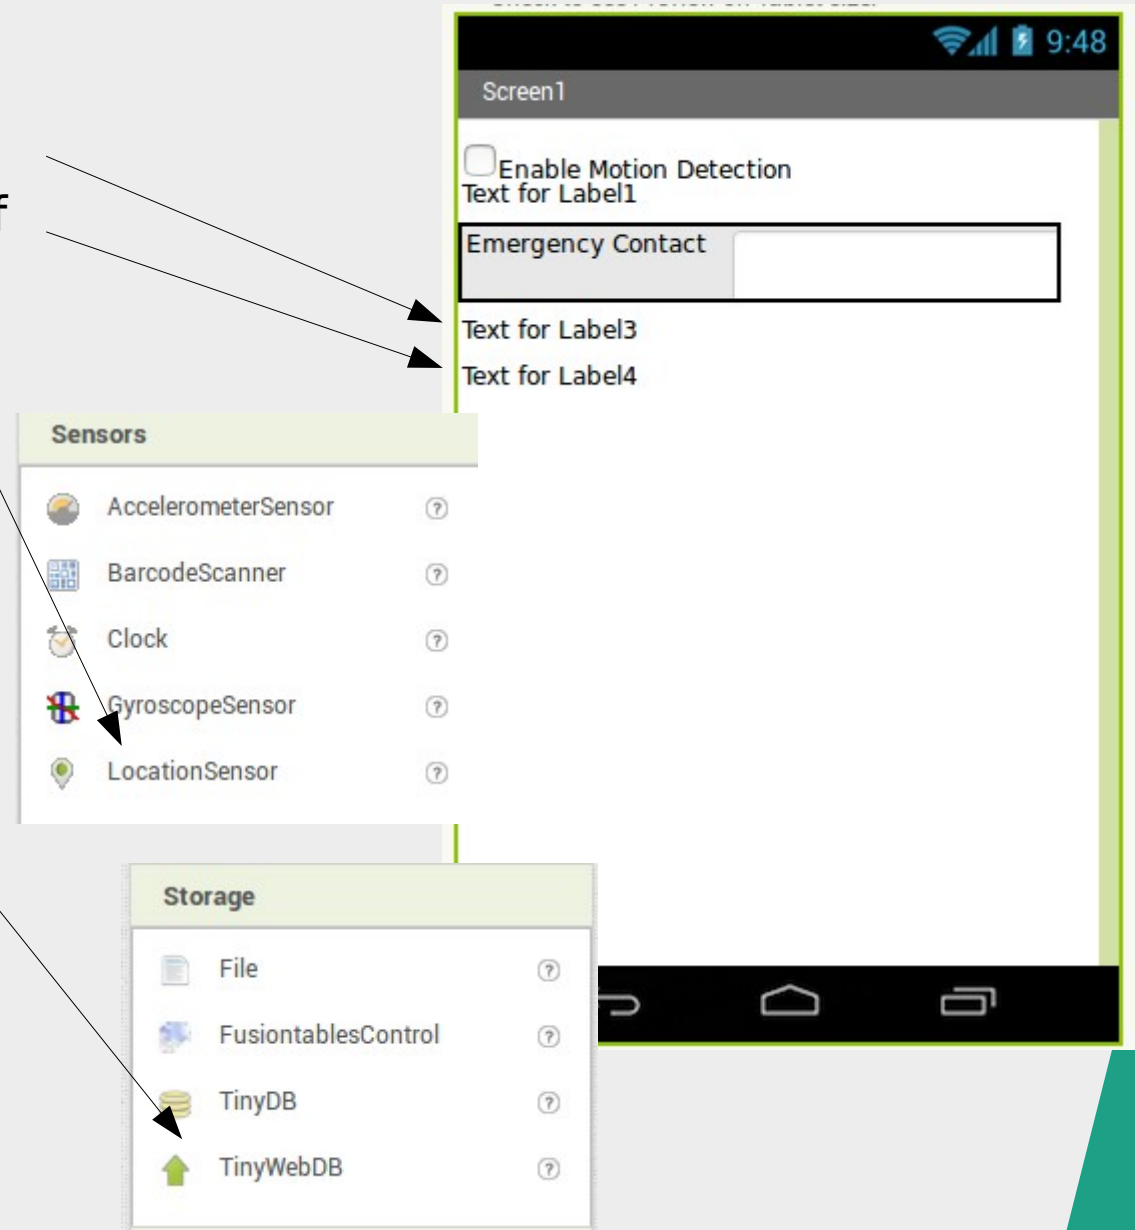 9:48
Screen1
Enable Motion Detection
Text for Label1
Emergency Contact
Text for Label3
Text for Label4
Sensors
AccelerometerSensor
BarcodeScanner
Clock
GyroscopeSensor
LocationSensor
Storage
File
FusiontablesControl
TinyDB
TinyWebDB